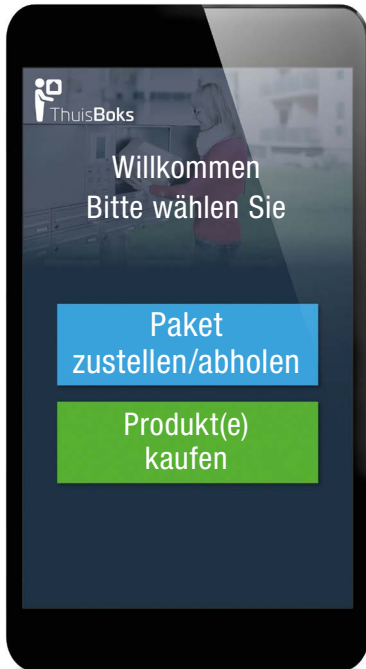 ThuisBoks
Willkommen
Bitte wählen Sie
Paket
zustellen/abholen
Produkt(e)
kaufen